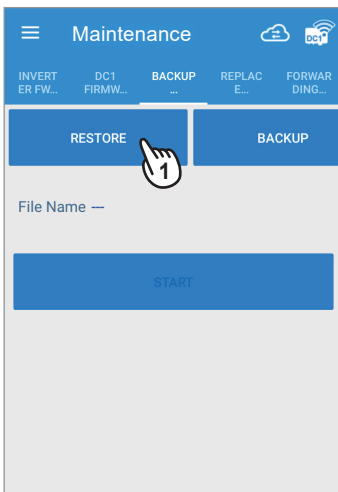 Maintenance
DC1
INVERT
ER FW...
DC1
FIRMW...
BACKUP
...
REPLAC
E...
FORWAR
DING...
RESTORE
BACKUP
1
File Name ---
START